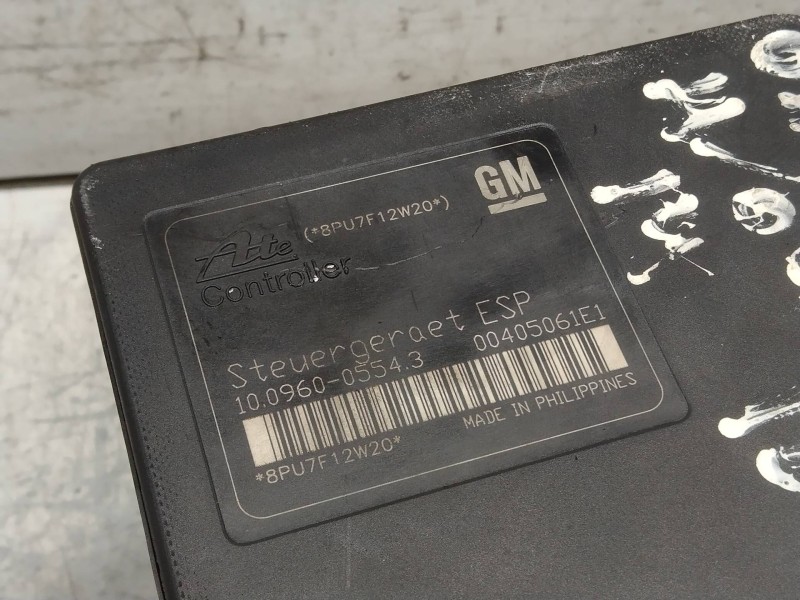 GM
(*8PU7F12W20*)
Ate
Controller
Steuergeraet ESP
10.0960-0554.3 00405061E1
*8PU7F12W20*
MADE IN PHILIPPINES